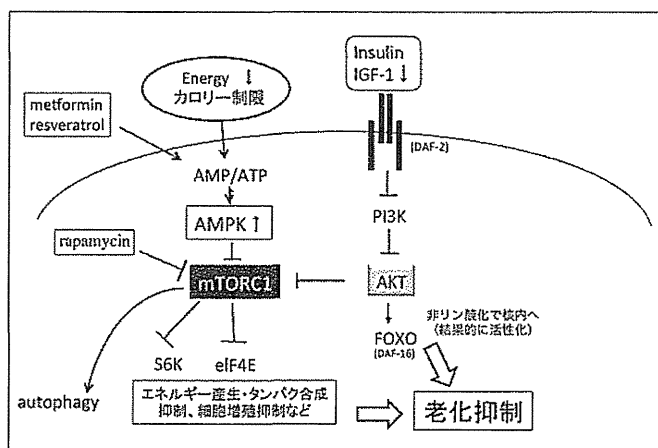 Energy ↓
カロリー制限
Insulin
IGF-1 ↓
metformin
resveratrol
(DAF-2)
AMP/ATP
PI3K
AMPK ↑
rapamycin
mTORC1
AKT
非リン酸化で核内へ
(結果的に活性化)
FOXO
(DAF-16)
S6K
eIF4E
autophagy
エネルギー産生・タンパク合成
抑制、細胞増殖抑制など
老化抑制